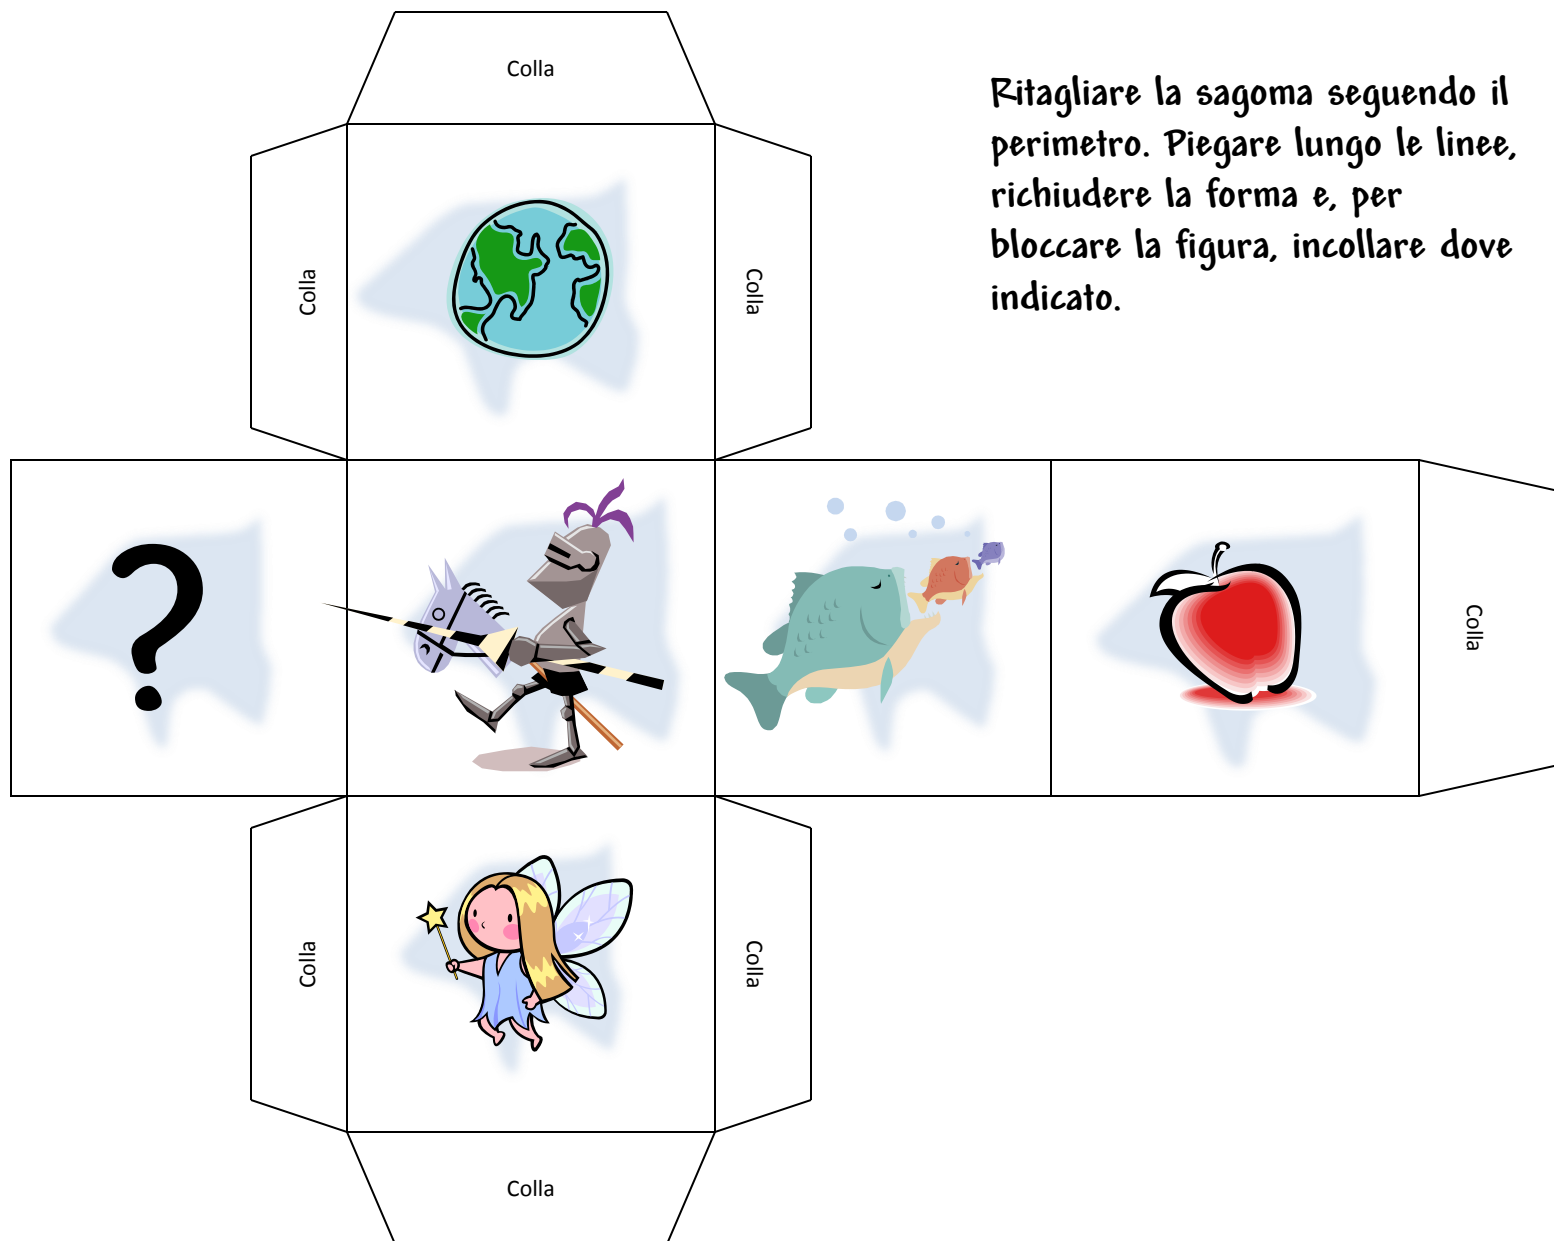 Colla
Ritagliare la sagoma seguendo il
perimetro. Piegare lungo le linee,
richiudere la forma e, per
bloccare la figura, incollare dove
indicato.
Colla
Colla
?
Colla
Colla
Colla
Colla